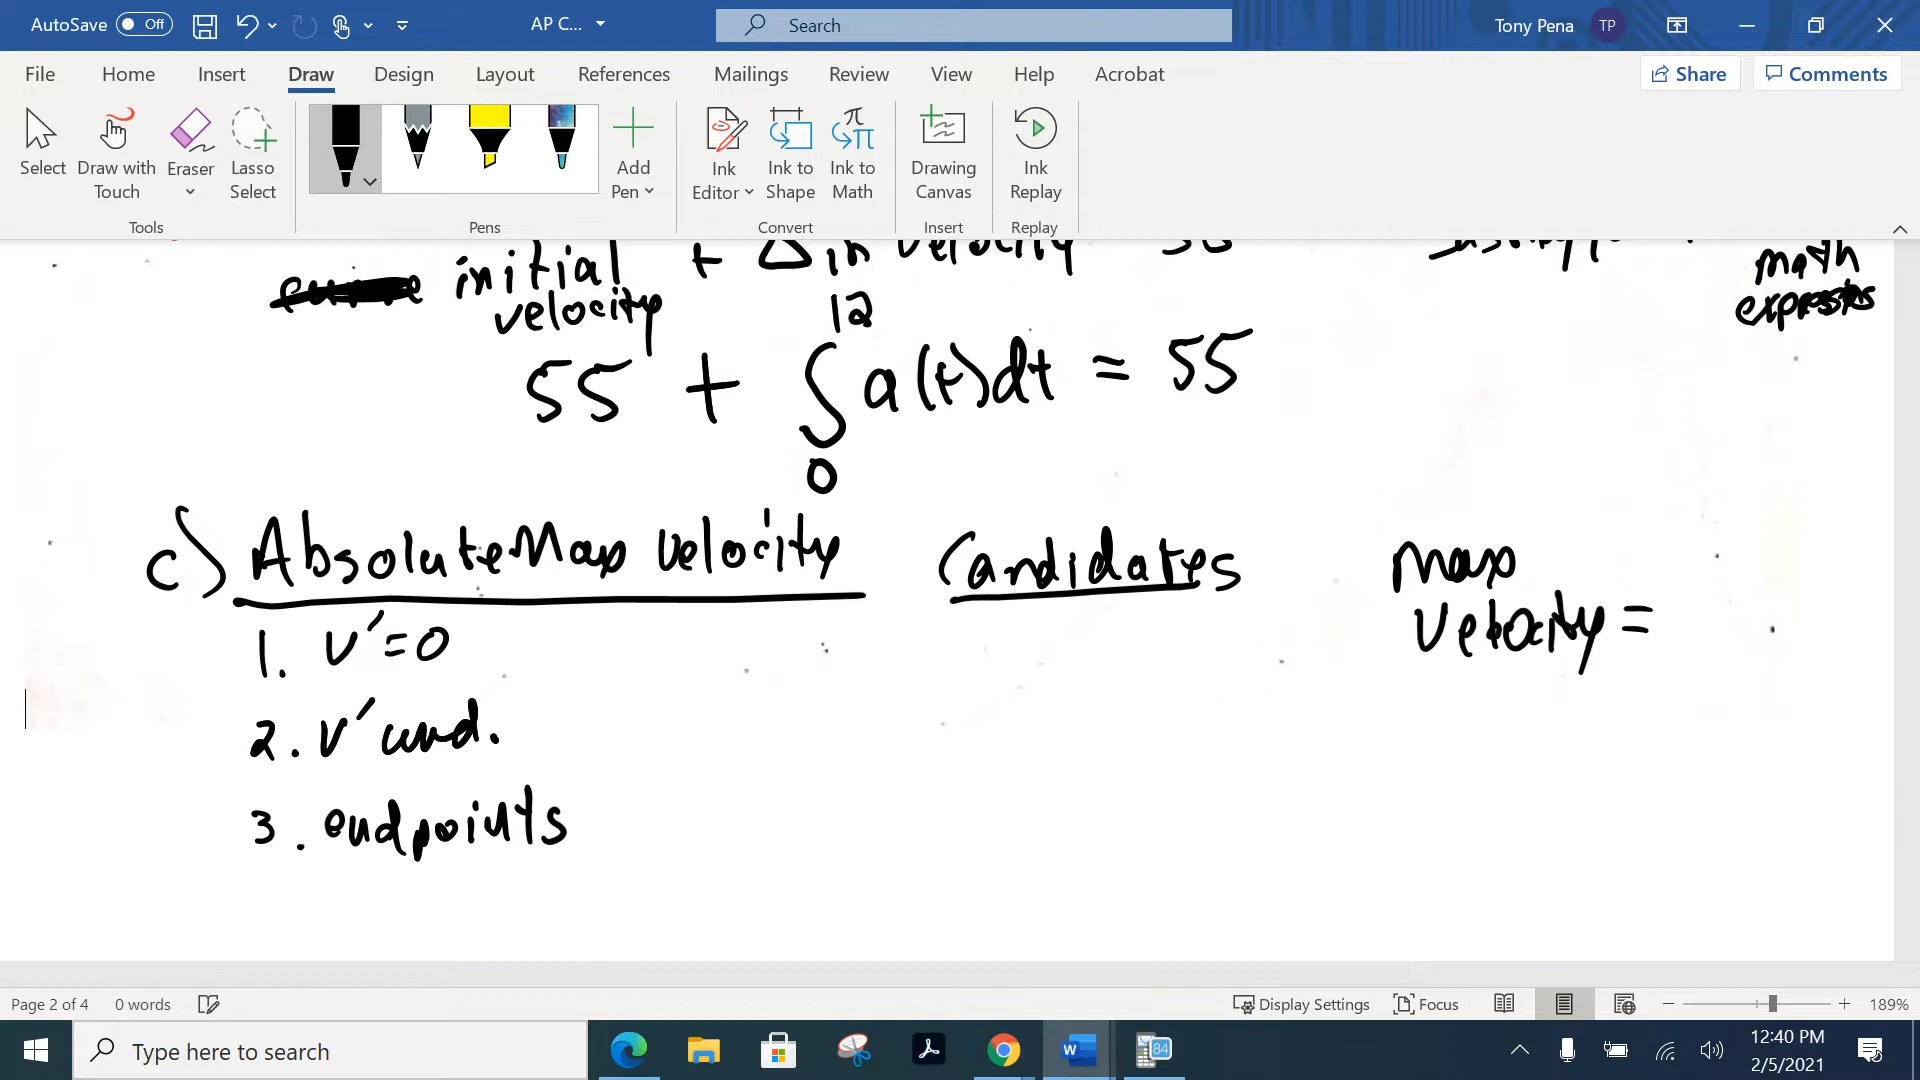 AutoSave Off AP C... Search Tony Pena TP
File Home Insert Draw Design Layout References Mailings Review View Help Acrobat Share Comments
Select Draw with Touch Eraser Lasso Select Add Pen Ink Editor Ink to Shape Ink to Math Drawing Canvas Ink Replay
Tools Pens Convert Insert Replay
initial + Δ in velocity
velocity
math
12
55 + ∫ a(t)dt = 55
0
c) Absolute Max Velocity Candidates max
velocity =
1. v'=0
2. v' und.
3. endpoints
Page 2 of 4 0 words Display Settings Focus 189%
Type here to search 84 12:40 PM
2/5/2021